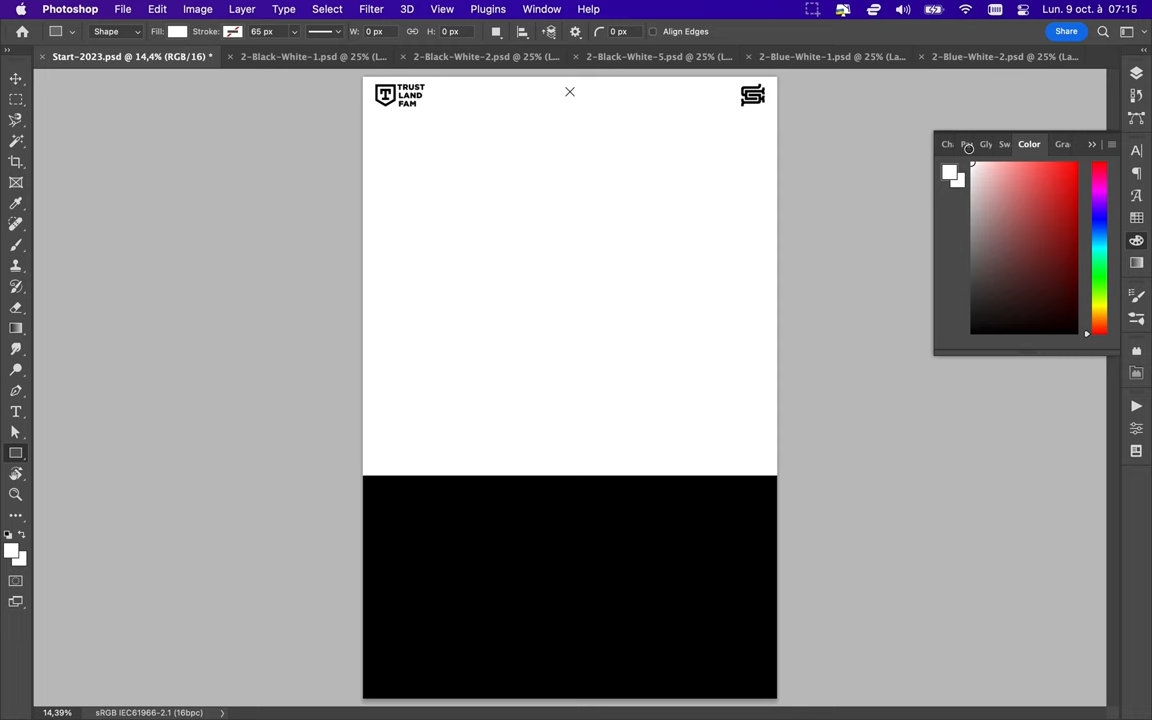 Photoshop File Edit Image Layer Type Select Filter 3D View Plugins Window Help Lun. 9 oct. à 07:15
Shape Fill: Stroke: 65 px W: 0 px H: 0 px 0 px Align Edges Share
Start-2023.psd @ 14,4% (RGB/16) * 2-Black-White-1.psd @ 25% (L... 2-Black-White-2.psd @ 25% (L... 2-Black-White-5.psd @ 25% (L... 2-Blue-White-1.psd @ 25% (La... 2-Blue-White-2.psd @ 25% (La...
TRUST
LAND
FAM
Gly Sw Color Gra
14,39% sRGB IEC61966-2.1 (16bpc)